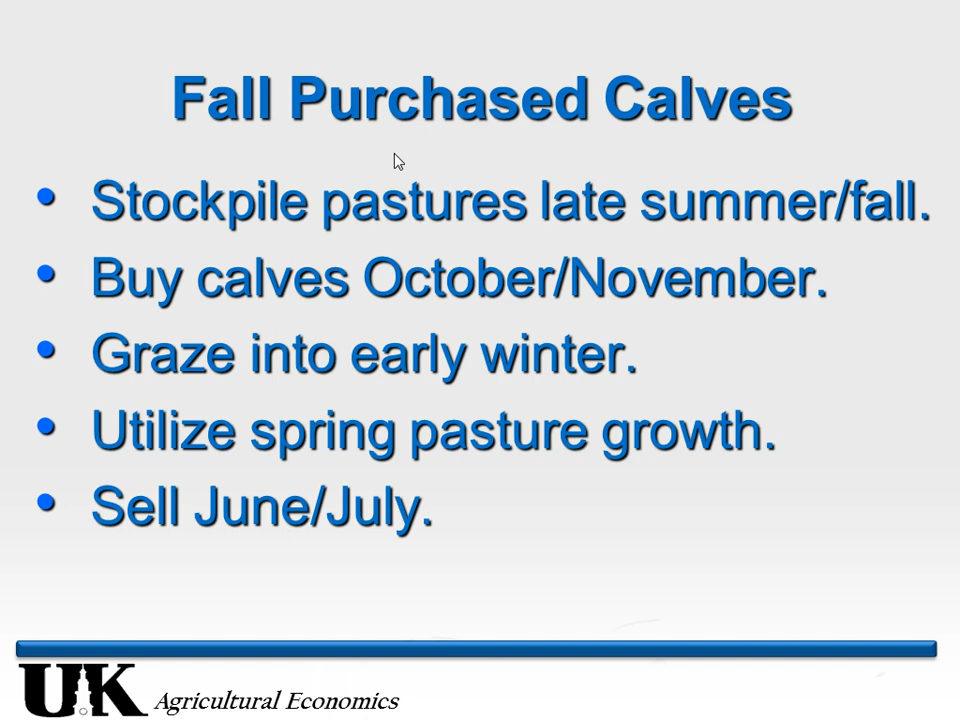 Fall Purchased Calves
• Stockpile pastures late summer/fall.
• Buy calves October/November.
• Graze into early winter.
• Utilize spring pasture growth.
• Sell June/July.
UK Agricultural Economics